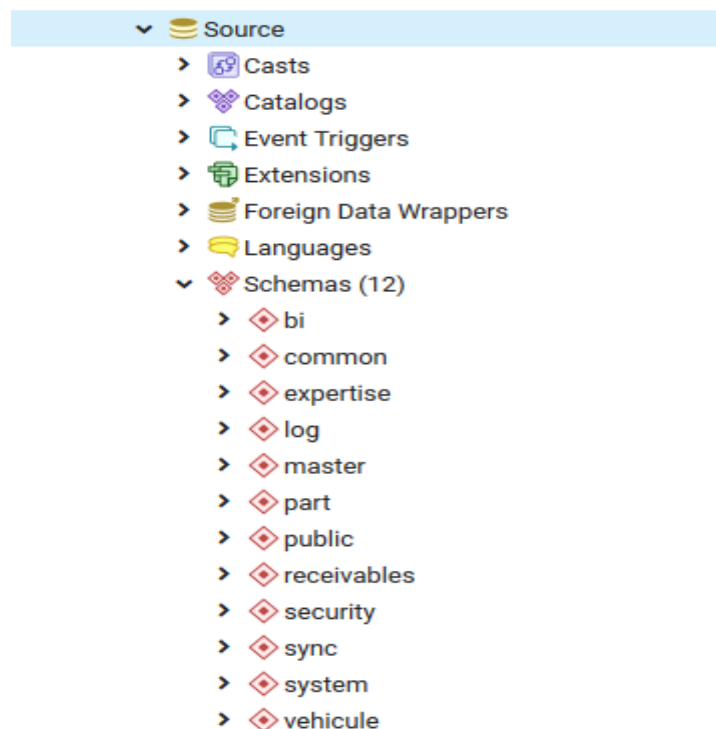 Source
Casts
Catalogs
Event Triggers
Extensions
Foreign Data Wrappers
Languages
Schemas (12)
bi
common
expertise
log
master
part
public
receivables
security
sync
system
vehicule